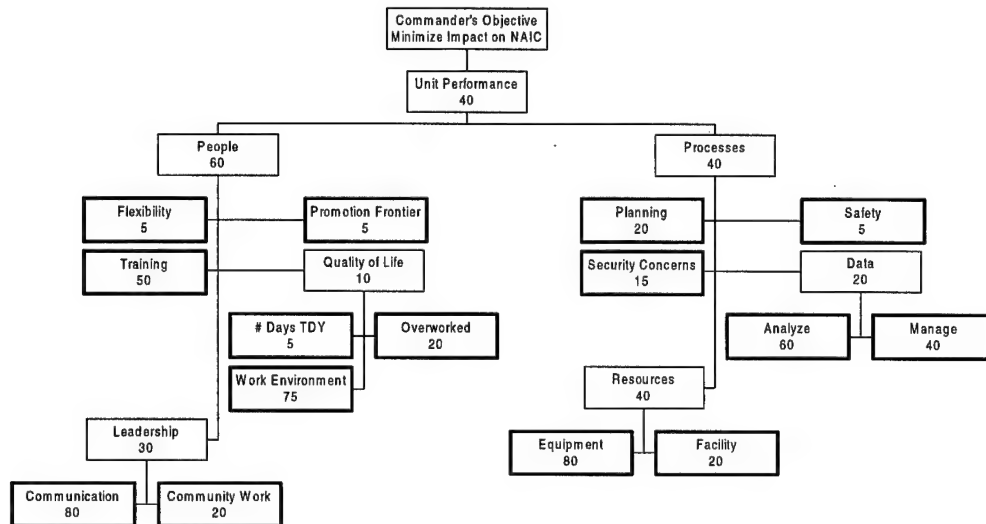 Commander's Objective
Minimize Impact on NAIC
Unit Performance
40
People
60
Processes
40
Flexibility
5
Promotion Frontier
5
Planning
20
Safety
5
Training
50
Quality of Life
10
Security Concerns
15
Data
20
# Days TDY
5
Overworked
20
Analyze
60
Manage
40
Work Environment
75
Resources
40
Leadership
30
Equipment
80
Facility
20
Communication
80
Community Work
20